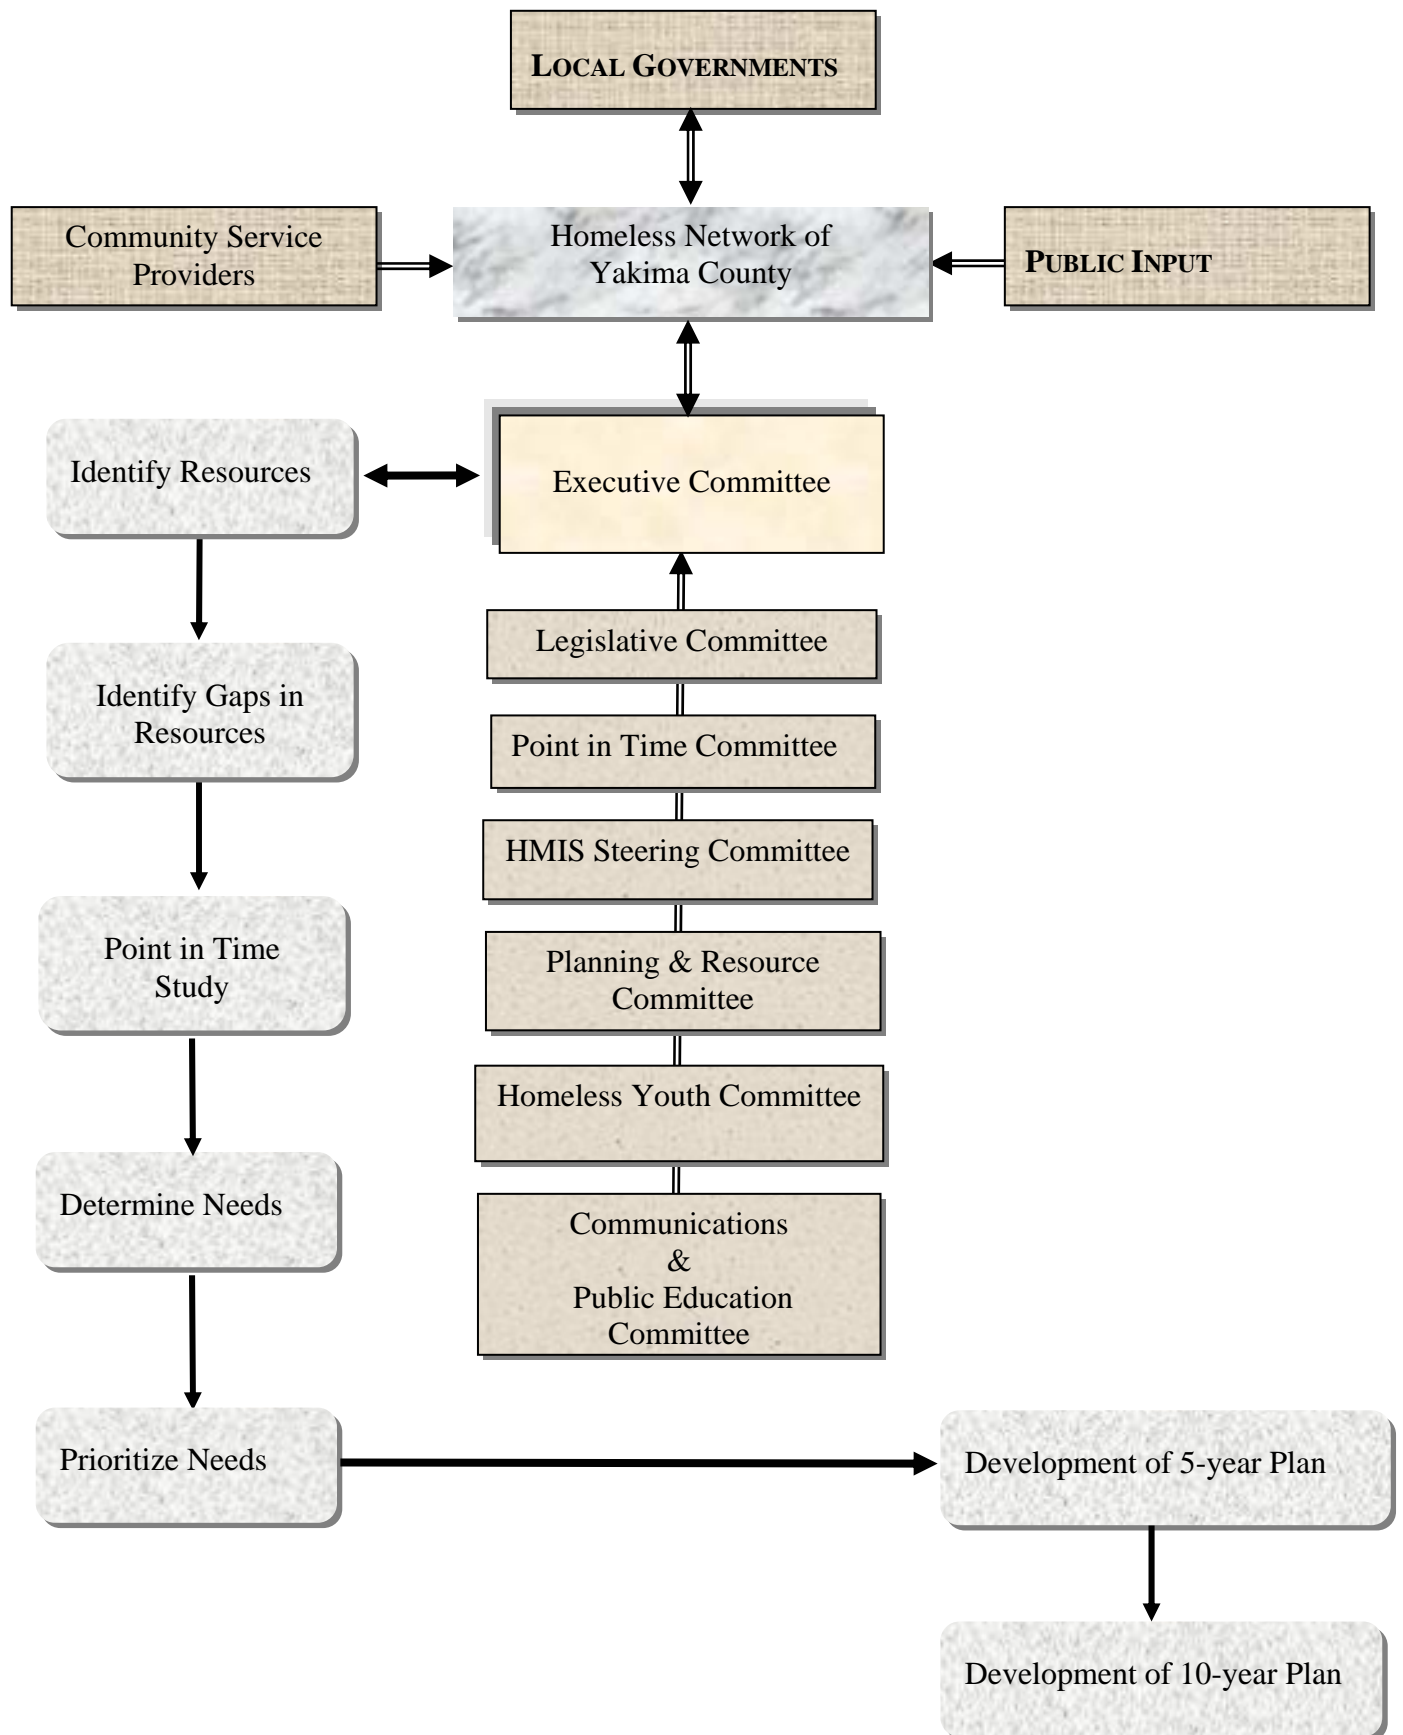 LOCAL GOVERNMENTS
Community Service
Providers
Homeless Network of
Yakima County
PUBLIC INPUT
Identify Resources
Executive Committee
Identify Gaps in
Resources
Legislative Committee
Point in Time Committee
HMIS Steering Committee
Point in Time
Study
Planning & Resource
Committee
Homeless Youth Committee
Determine Needs
Communications
&
Public Education
Committee
Prioritize Needs
Development of 5-year Plan
Development of 10-year Plan